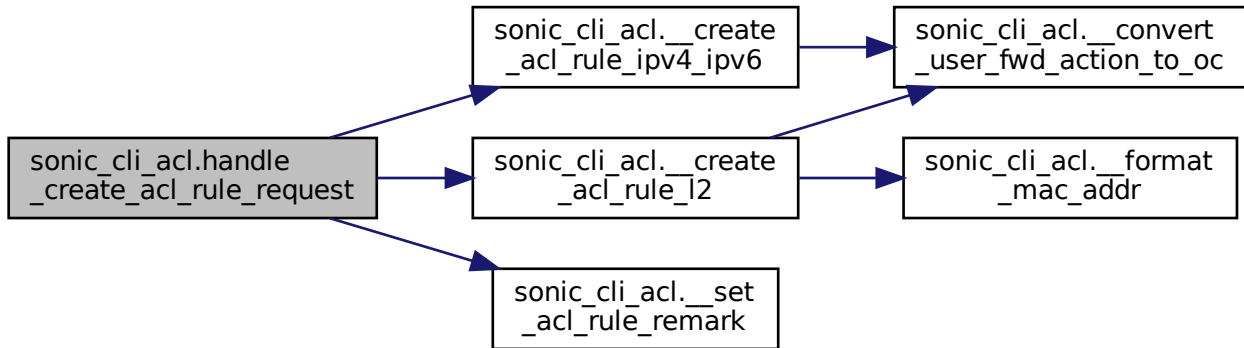 sonic_cli_acl.handle
_create_acl_rule_request
sonic_cli_acl.__create
_acl_rule_ipv4_ipv6
sonic_cli_acl.__convert
_user_fwd_action_to_oc
sonic_cli_acl.__create
_acl_rule_l2
sonic_cli_acl.__format
_mac_addr
sonic_cli_acl.__set
_acl_rule_remark